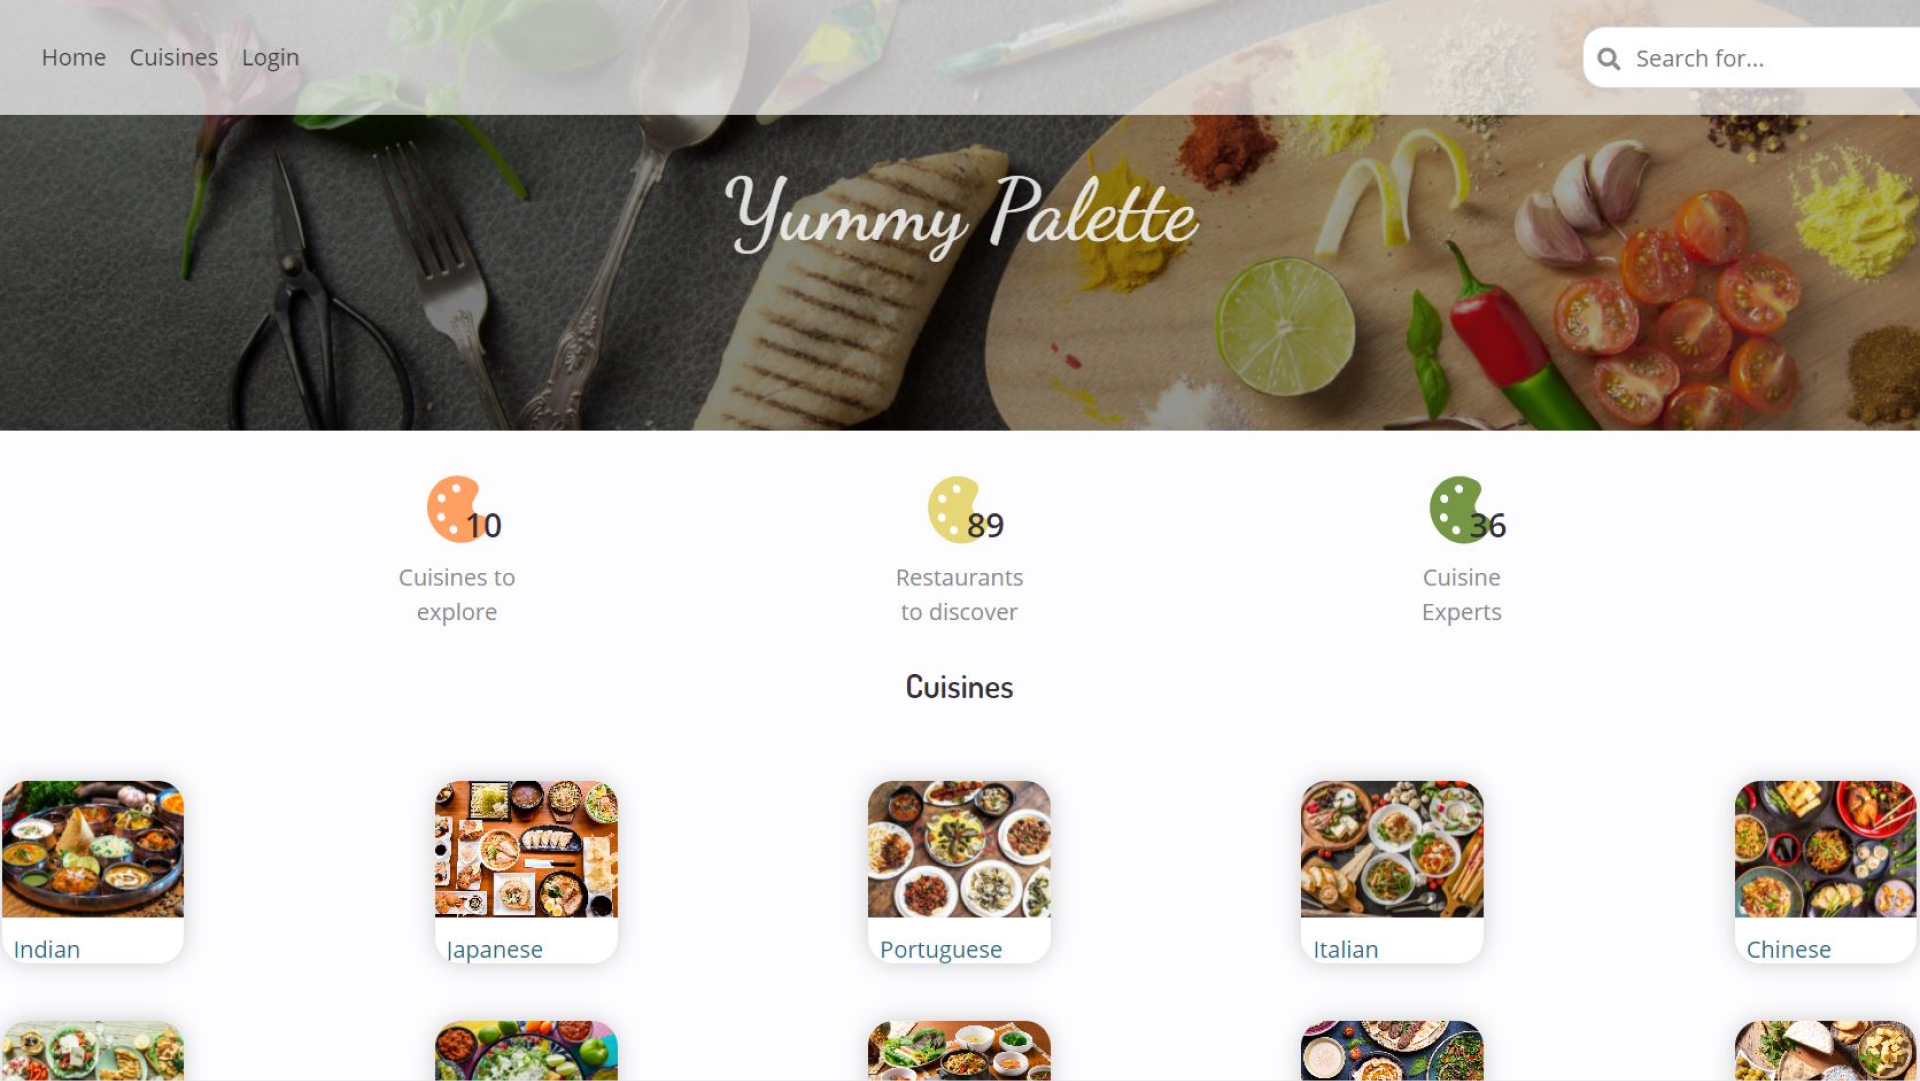 Home Cuisines Login
Search for...
Yummy Palette
10
Cuisines to
explore
89
Restaurants
to discover
36
Cuisine
Experts
Cuisines
Indian
Japanese
Portuguese
Italian
Chinese